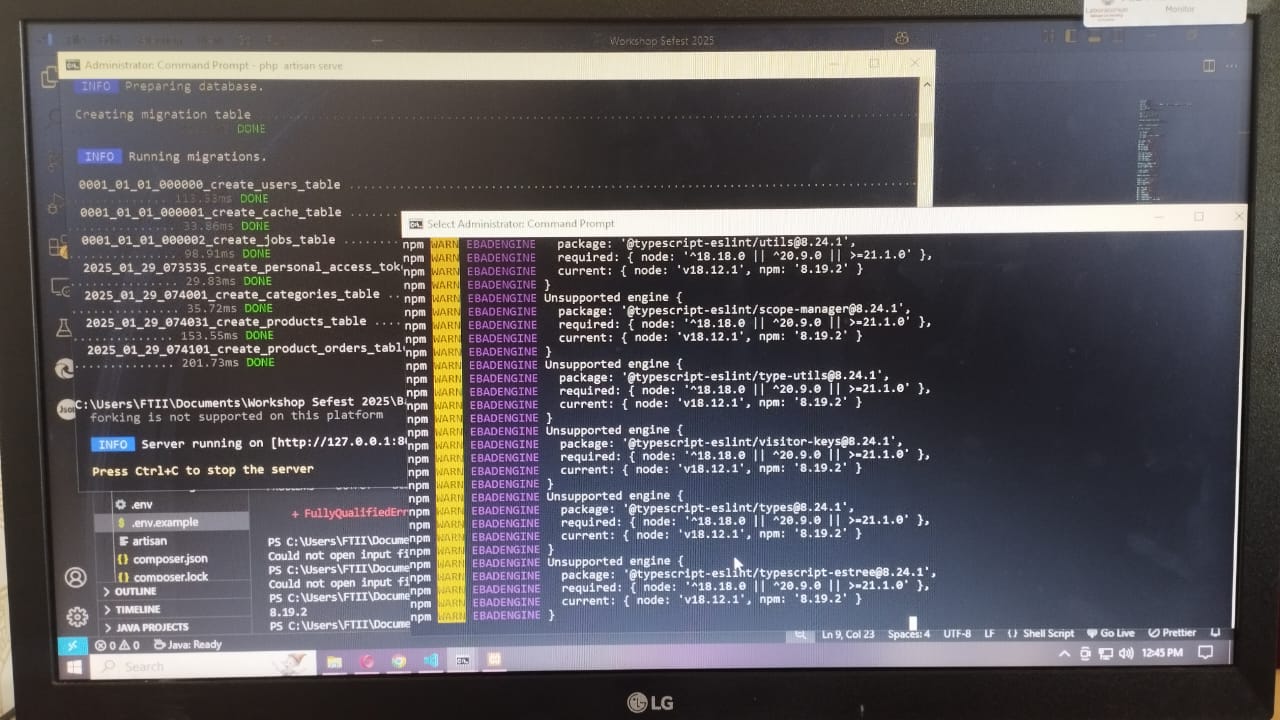 Laboratorium
Monitor
Workshop Sefest 2025
Administrator: Command Prompt - php artisan serve
INFO Preparing database.
Creating migration table
DONE
INFO Running migrations.
0001_01_01_000000_create_users_table ........................
............. 113.53ms DONE
0001_01_01_000001_create_cache_table
.............. 33.86ms DONE
0001_01_01_000002_create_jobs_table
.............. 98.91ms DONE
2025_01_29_073535_create_personal_access_tok
.............. 29.83ms DONE
2025_01_29_074001_create_categories_table ...
.............. 35.72ms DONE
2025_01_29_074031_create_products_table ....
............. 153.55ms DONE
2025_01_29_074101_create_product_orders_tabl
............. 201.73ms DONE
C:\Users\FTII\Documents\Workshop Sefest 2025\B
forking is not supported on this platform
INFO Server running on [http://127.0.0.1:8
Press Ctrl+C to stop the server
Select Administrator: Command Prompt
npm WARN EBADENGINE   package: '@typescript-eslint/utils@8.24.1',
npm WARN EBADENGINE   required: { node: '^18.18.0 || ^20.9.0 || >=21.1.0' },
npm WARN EBADENGINE   current: { node: 'v18.12.1', npm: '8.19.2' }
npm WARN EBADENGINE }
npm WARN EBADENGINE Unsupported engine {
npm WARN EBADENGINE   package: '@typescript-eslint/scope-manager@8.24.1',
npm WARN EBADENGINE   required: { node: '^18.18.0 || ^20.9.0 || >=21.1.0' },
npm WARN EBADENGINE   current: { node: 'v18.12.1', npm: '8.19.2' }
npm WARN EBADENGINE }
npm WARN EBADENGINE Unsupported engine {
npm WARN EBADENGINE   package: '@typescript-eslint/type-utils@8.24.1',
npm WARN EBADENGINE   required: { node: '^18.18.0 || ^20.9.0 || >=21.1.0' },
npm WARN EBADENGINE   current: { node: 'v18.12.1', npm: '8.19.2' }
npm WARN EBADENGINE }
npm WARN EBADENGINE Unsupported engine {
npm WARN EBADENGINE   package: '@typescript-eslint/visitor-keys@8.24.1',
npm WARN EBADENGINE   required: { node: '^18.18.0 || ^20.9.0 || >=21.1.0' },
npm WARN EBADENGINE   current: { node: 'v18.12.1', npm: '8.19.2' }
npm WARN EBADENGINE }
npm WARN EBADENGINE Unsupported engine {
npm WARN EBADENGINE   package: '@typescript-eslint/types@8.24.1',
npm WARN EBADENGINE   required: { node: '^18.18.0 || ^20.9.0 || >=21.1.0' },
npm WARN EBADENGINE   current: { node: 'v18.12.1', npm: '8.19.2' }
npm WARN EBADENGINE }
npm WARN EBADENGINE Unsupported engine {
npm WARN EBADENGINE   package: '@typescript-eslint/typescript-estree@8.24.1',
npm WARN EBADENGINE   required: { node: '^18.18.0 || ^20.9.0 || >=21.1.0' },
npm WARN EBADENGINE   current: { node: 'v18.12.1', npm: '8.19.2' }
npm WARN EBADENGINE }
.env
.env.example
artisan
composer.json
composer.lock
OUTLINE
TIMELINE
JAVA PROJECTS
+ FullyQualifiedErr
PS C:\Users\FTII\Docume
Could not open input fi
PS C:\Users\FTII\Docume
Could not open input fi
PS C:\Users\FTII\Docume
8.19.2
PS C:\Users\FTII\Docume
0 0 Java: Ready
Ln 9, Col 23 Spaces: 4 UTF-8 LF Shell Script Go Live Prettier
Search
12:45 PM
LG